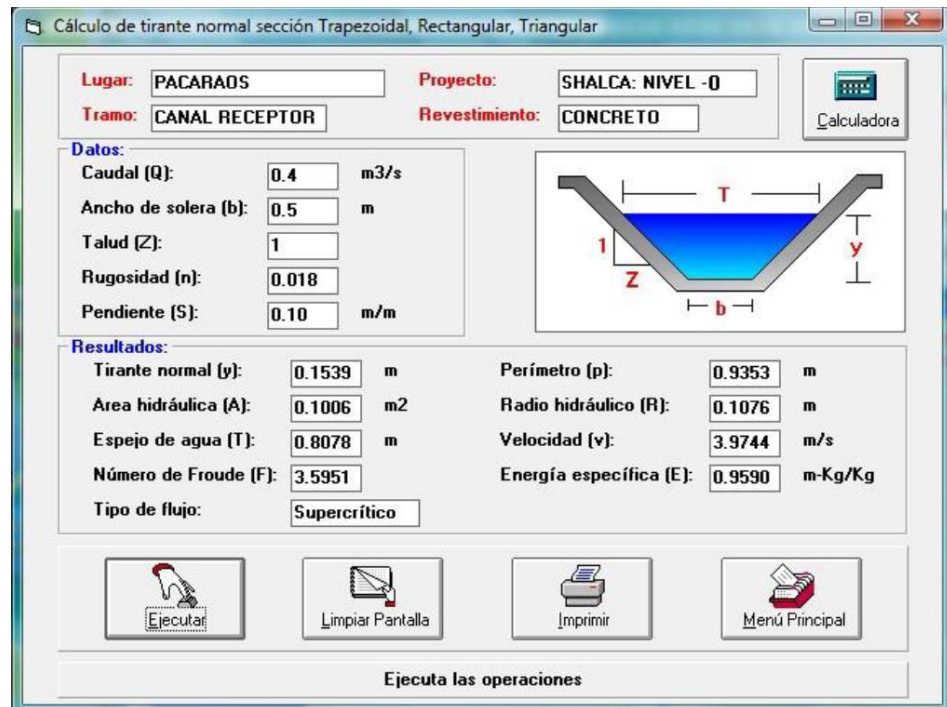 Cálculo de tirante normal sección Trapezoidal, Rectangular, Triangular
Lugar: PACARAOS Proyecto: SHALCA: NIVEL -0
Tramo: CANAL RECEPTOR Revestimiento: CONCRETO
Calculadora
Datos:
Caudal (Q): 0.4 m3/s
Ancho de solera (b): 0.5 m
Talud (Z): 1
Rugosidad (n): 0.018
Pendiente (S): 0.10 m/m
T
1
y
Z
b
Resultados:
Tirante normal (y): 0.1539 m Perímetro (p): 0.9353 m
Area hidráulica (A): 0.1006 m2 Radio hidráulico (R): 0.1076 m
Espejo de agua (T): 0.8078 m Velocidad (v): 3.9744 m/s
Número de Froude (F): 3.5951 Energía específica (E): 0.9590 m-Kg/Kg
Tipo de flujo: Supercrítico
Ejecutar Limpiar Pantalla Imprimir Menú Principal
Ejecuta las operaciones